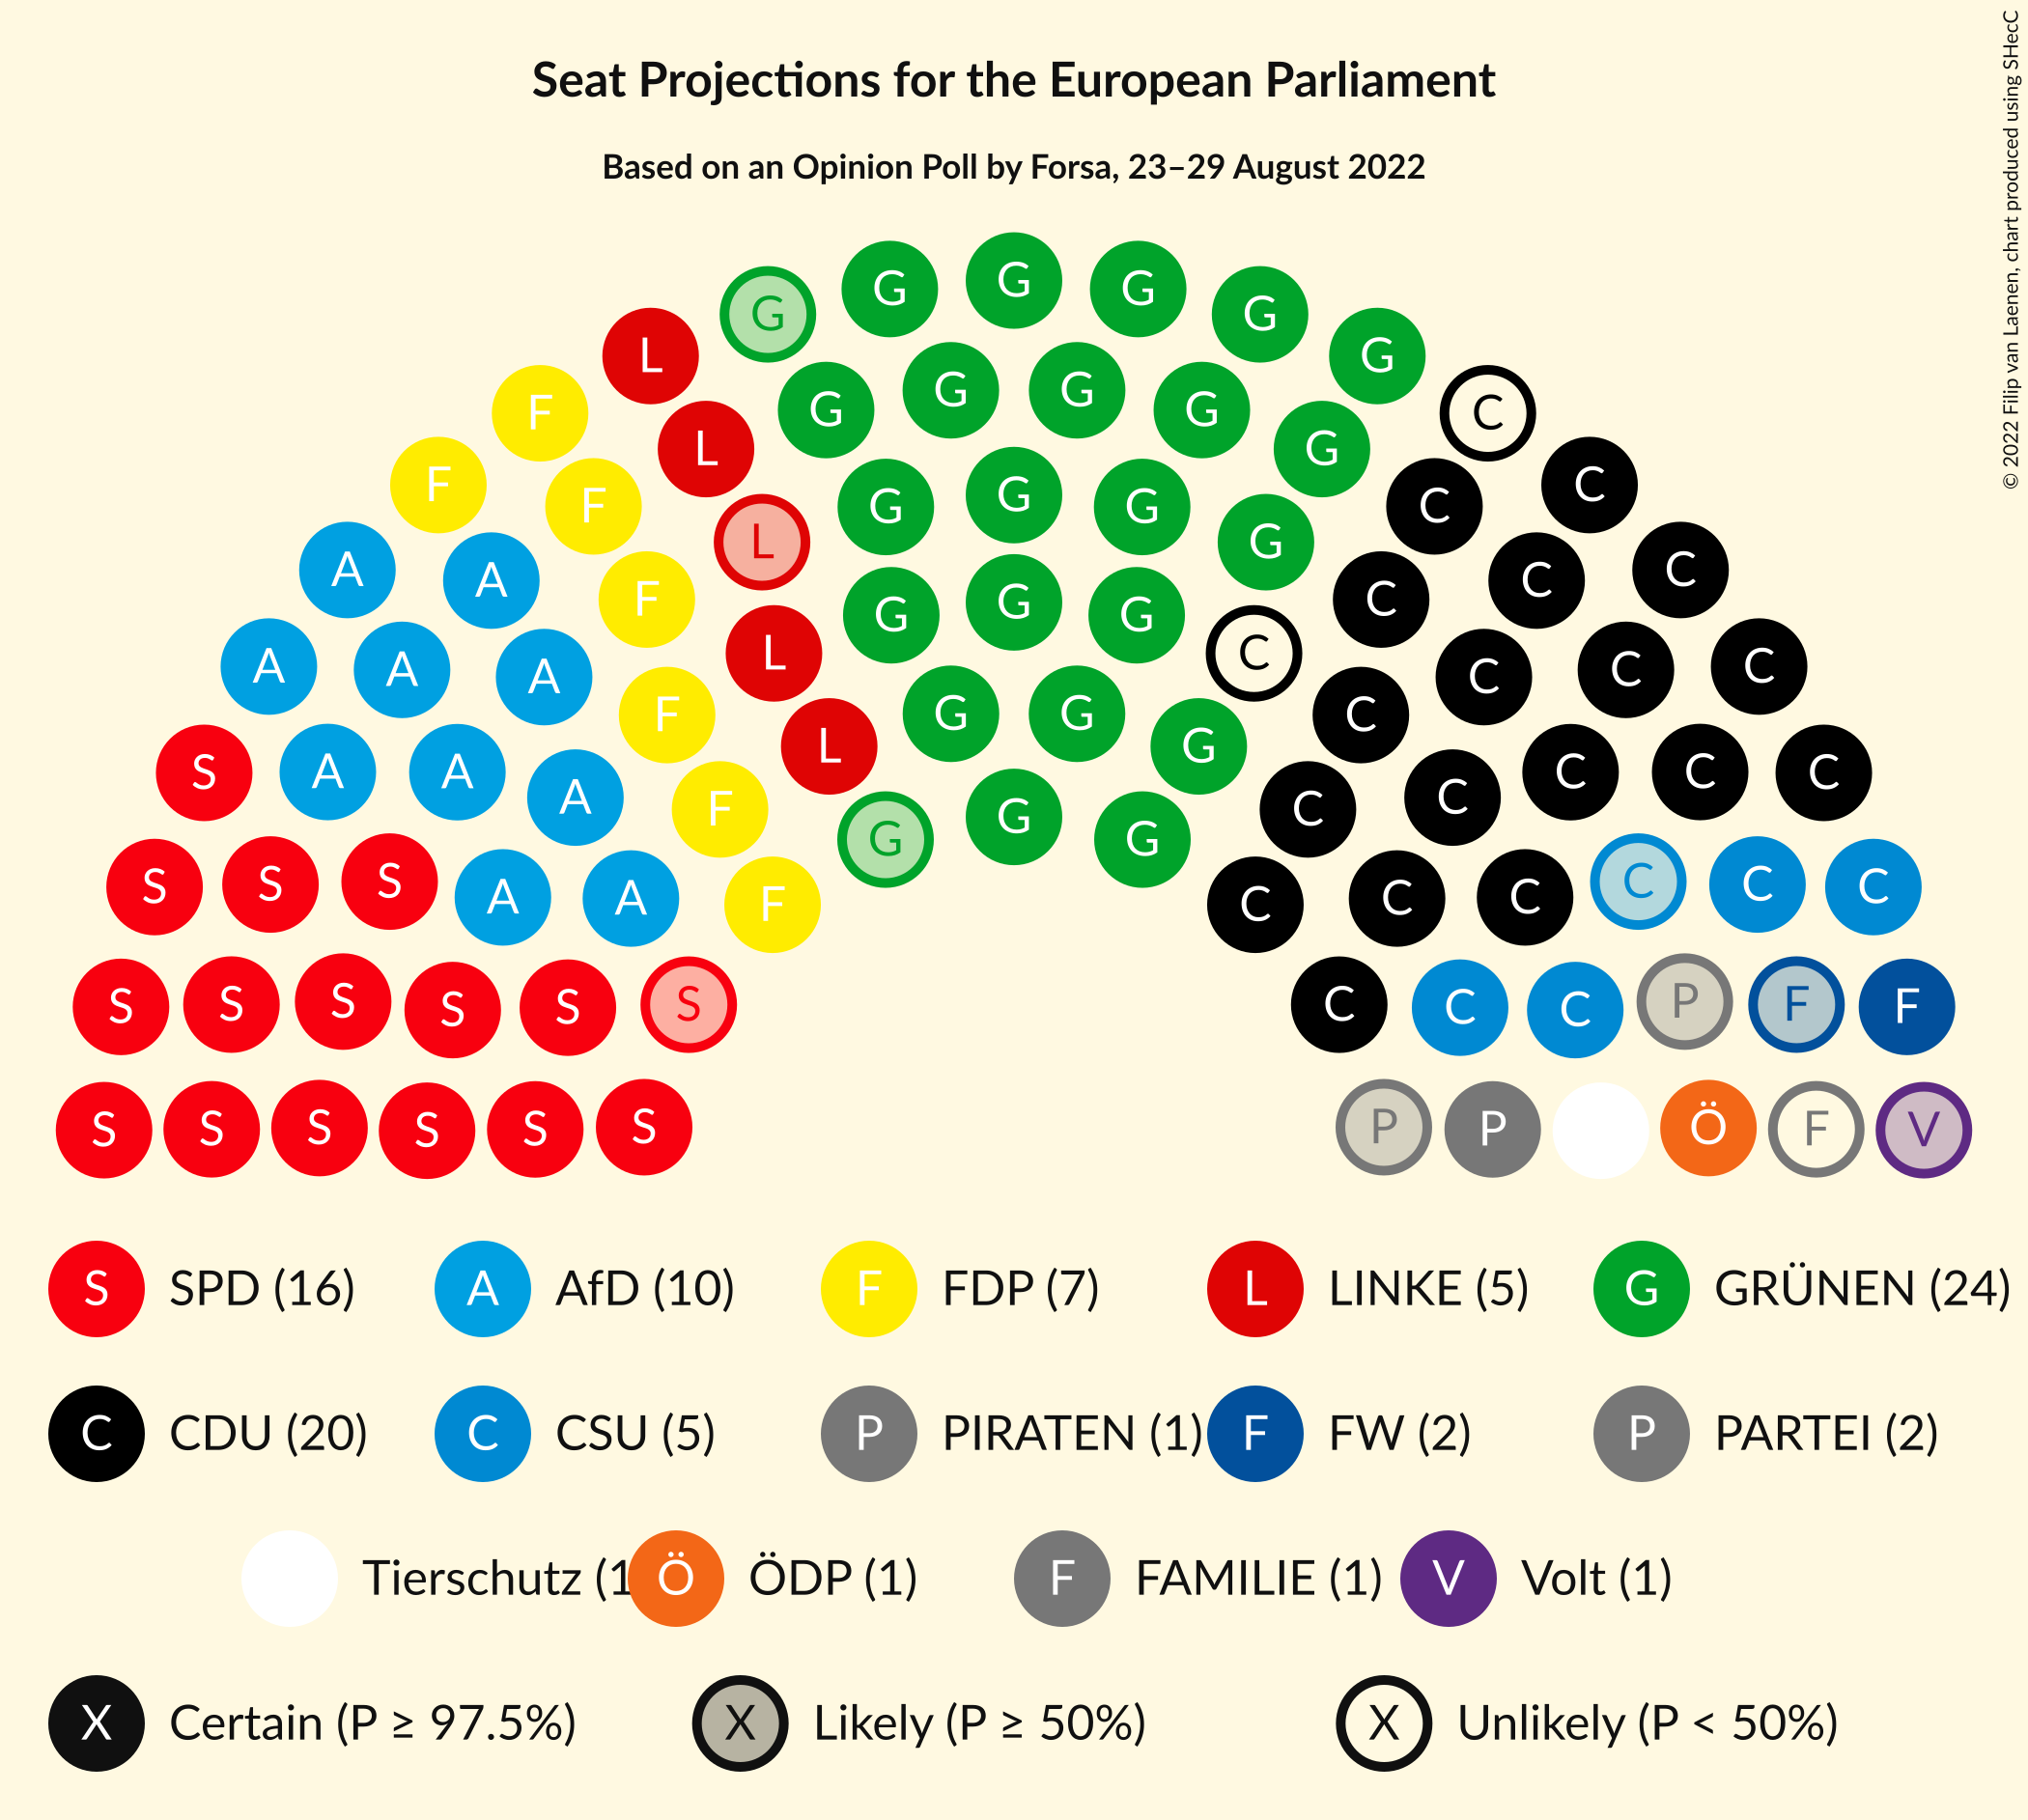 Seat Projections for the European Parliament
Based on an Opinion Poll by Forsa, 23–29 August 2022
© 2022 Filip van Laenen, chart produced using SHecC
G G G G G
L G
G G G G
F L G C
G G G
F F L G C C
L G
A A F G G G C C C
F L C
A A A G G G C C C C
F L G C
S A A A F G C C C C C
G G G
S S S A A F C C C C C C
S S S S S S C C C P F F
S S S S S S P P Ö F V
S SPD (16) A AfD (10) F FDP (7) L LINKE (5) G GRÜNEN (24)
C CDU (20) C CSU (5) P PIRATEN (1) F FW (2) P PARTEI (2)
Tierschutz (1 Ö ÖDP (1) F FAMILIE (1) V Volt (1)
X Certain (P ≥ 97.5%) X Likely (P ≥ 50%) X Unlikely (P < 50%)